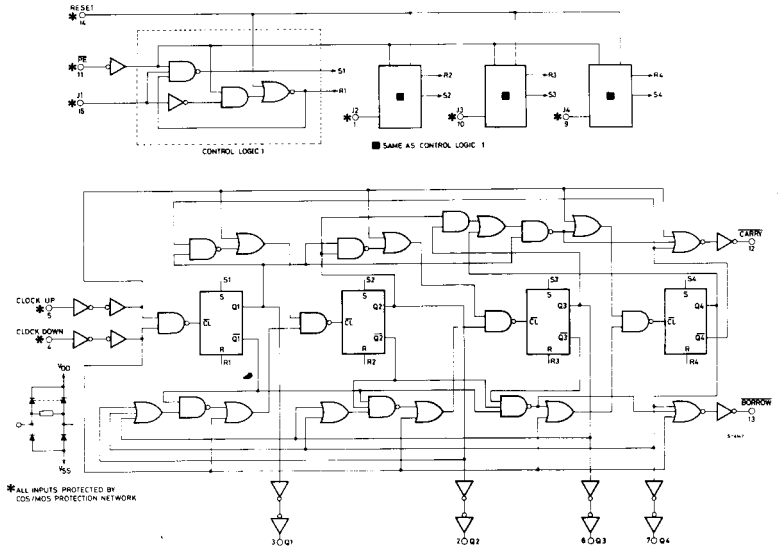 RESET
* 14
PE
* 11
J1
* 15
S1
R1
CONTROL LOGIC 1
J2
* 1
R2
S2
J3
* 10
R3
S3
J4
* 9
R4
S4
■ SAME AS CONTROL LOGIC 1
CARRY
12
CLOCK UP
* 5
CLOCK DOWN
* 4
S1
S
Q1
CL
Q1
R
R1
S2
S
Q2
CL
Q2
R
R2
S3
S
Q3
CL
Q3
R
R3
S4
S
Q4
CL
Q4
R
R4
VDD
VSS
BORROW
13
* ALL INPUTS PROTECTED BY
COS/MOS PROTECTION NETWORK
3 Q1
2 Q2
6 Q3
7 Q4